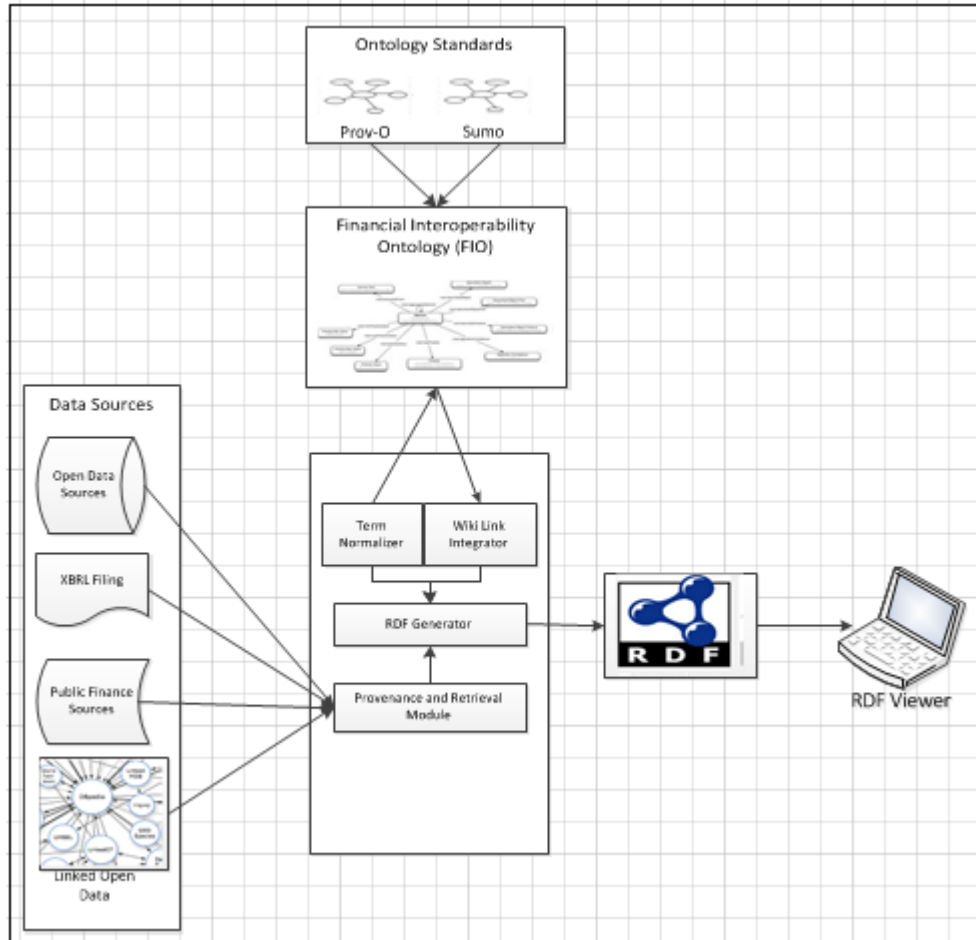 Ontology Standards
Prov-O
Sumo
Financial Interoperability
Ontology (FIO)
Data Sources
Open Data
Sources
XBRL Filing
Public Finance
Sources
Linked Open
Data
Term
Normalizer
Wiki Link
Integrator
RDF Generator
Provenance and Retrieval
Module
RDF
RDF Viewer